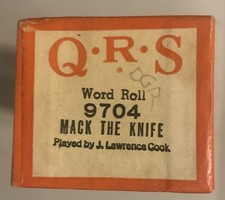 Q·R·S
Word Roll
9704
MACK THE KNIFE
Played by J. Lawrence Cook